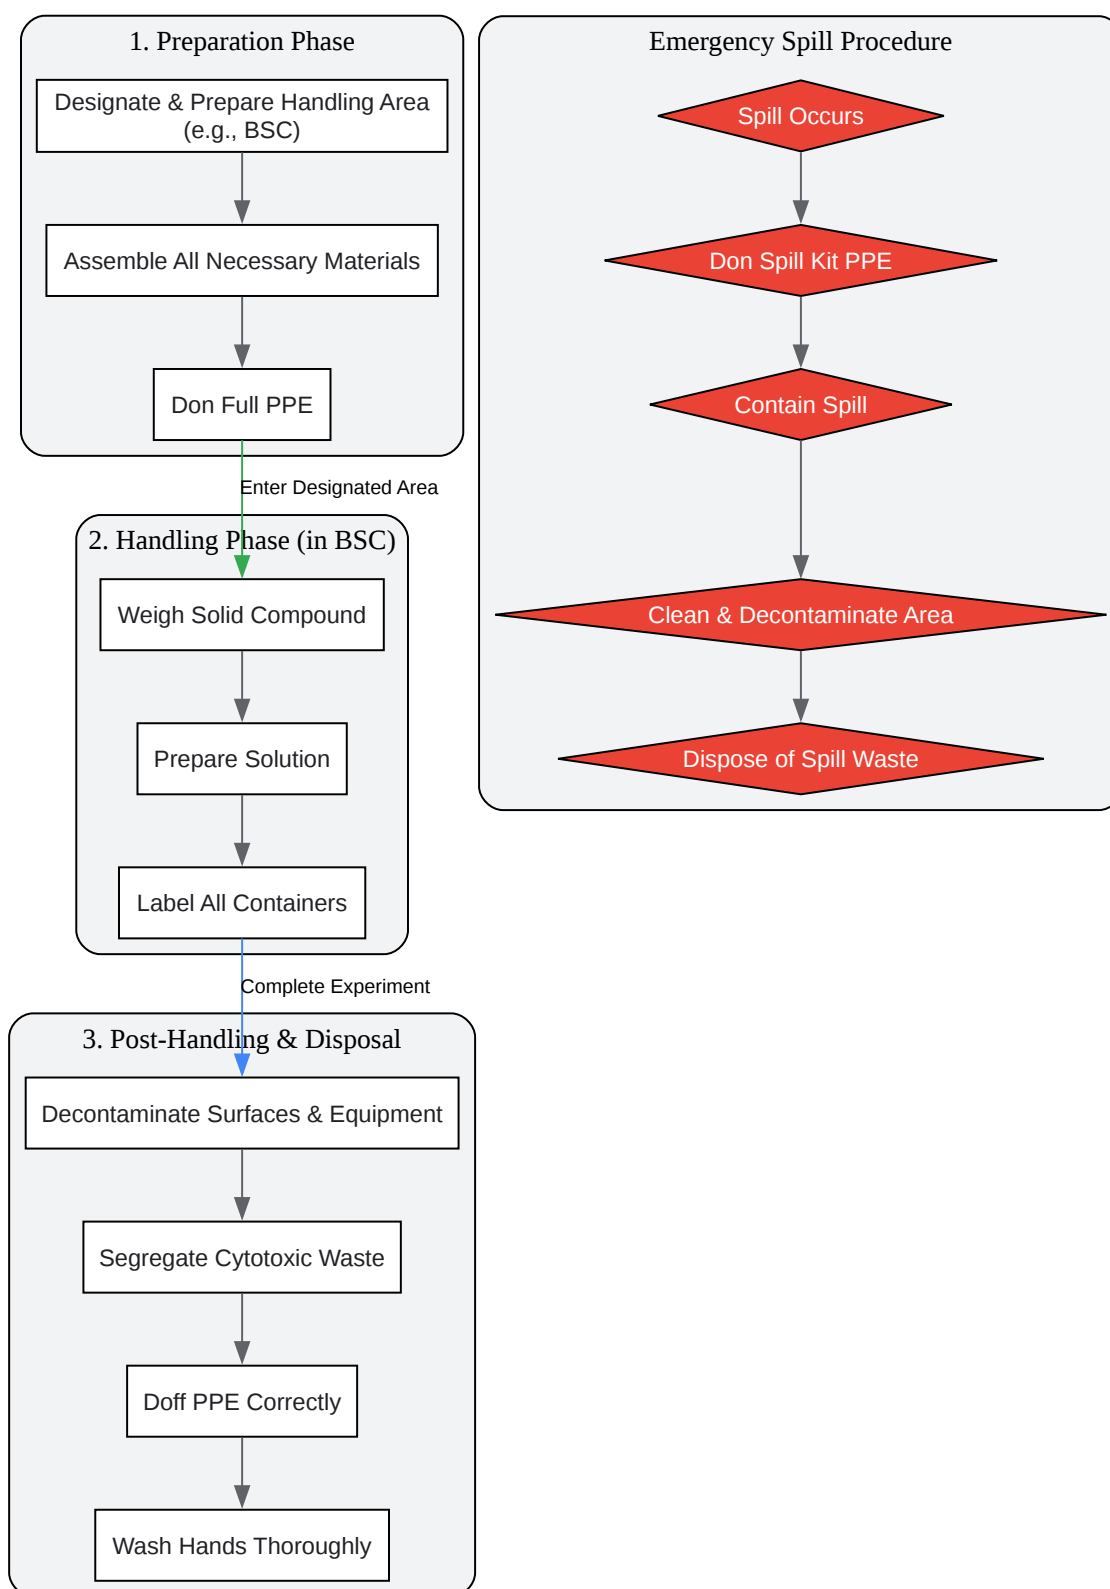 1. Preparation Phase
Designate & Prepare Handling Area
(e.g., BSC)
Assemble All Necessary Materials
Don Full PPE
Enter Designated Area
2. Handling Phase (in BSC)
Weigh Solid Compound
Prepare Solution
Label All Containers
Complete Experiment
3. Post-Handling & Disposal
Decontaminate Surfaces & Equipment
Segregate Cytotoxic Waste
Doff PPE Correctly
Wash Hands Thoroughly
Emergency Spill Procedure
Spill Occurs
Don Spill Kit PPE
Contain Spill
Clean & Decontaminate Area
Dispose of Spill Waste